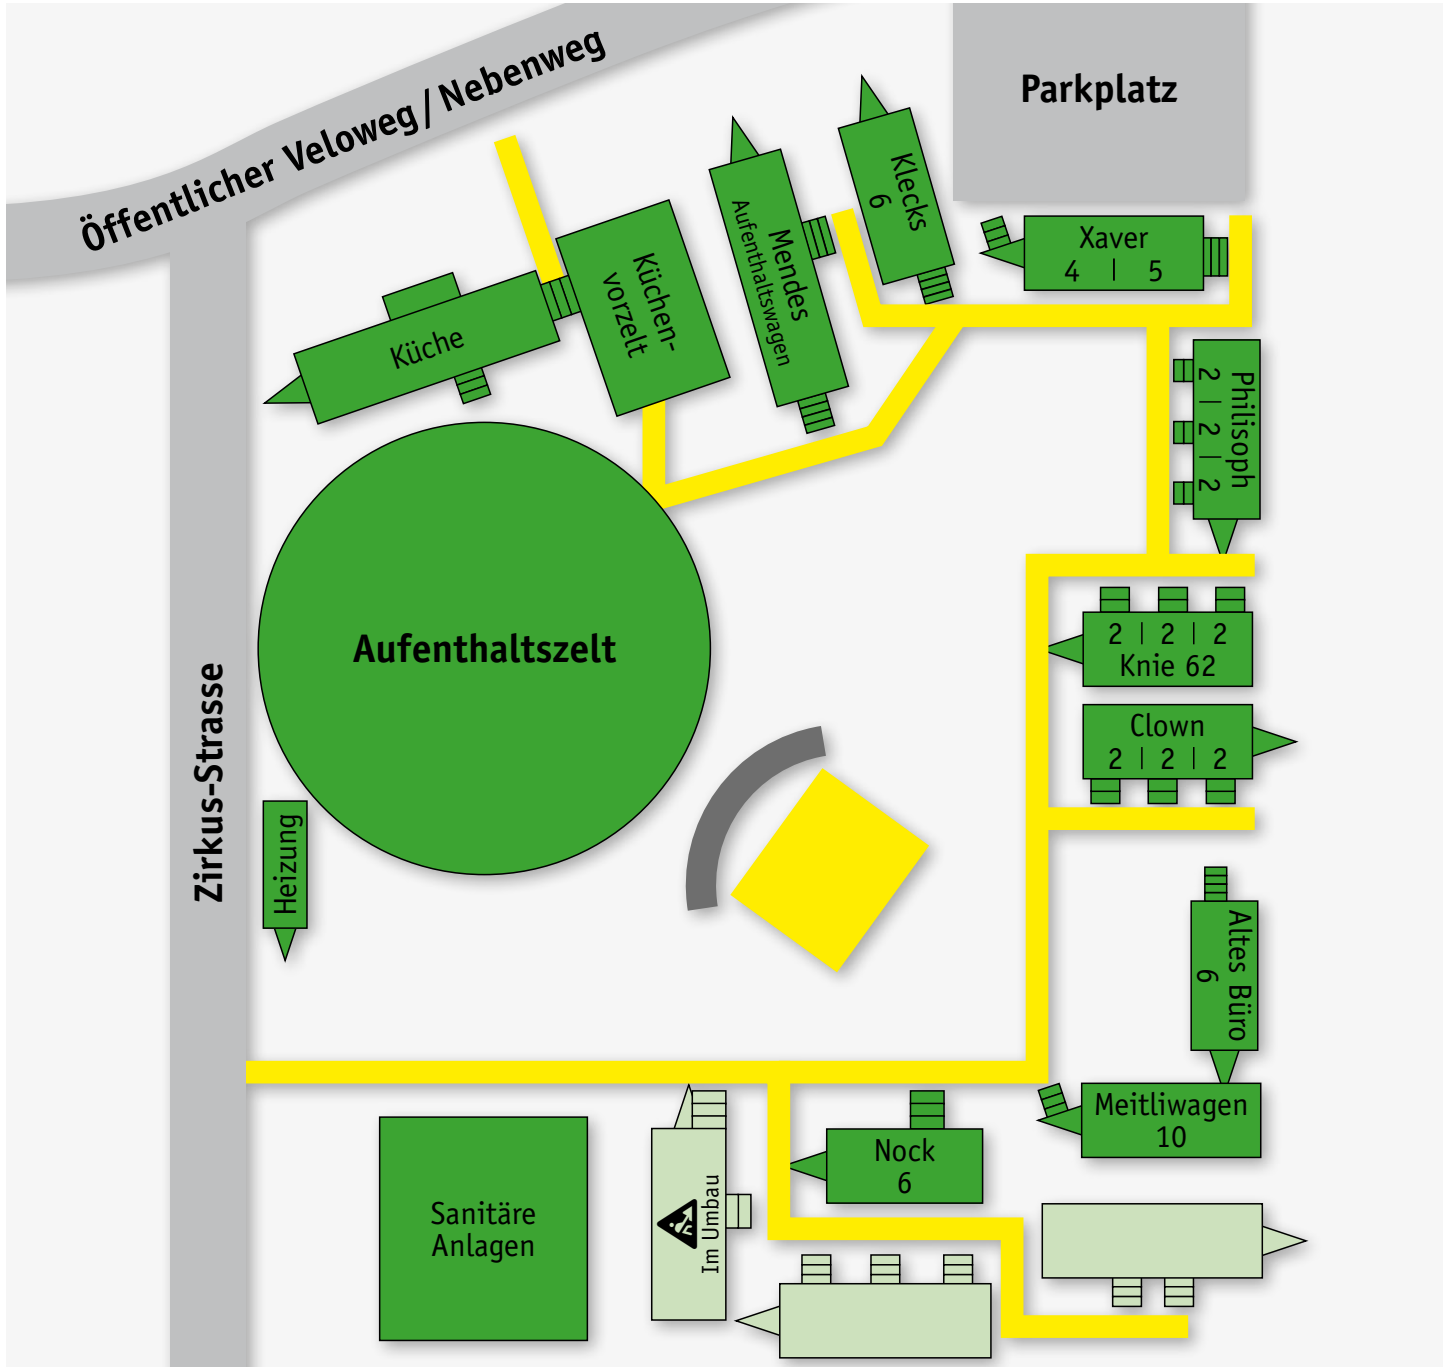 Öffentlicher Veloweg / Nebenweg
Parkplatz
Klecks
6
Mendes
Aufenthaltswagen
Xaver
4 | 5
Küchen-
vorzelt
Küche
Philisoph
2 | 2 | 2
Aufenthaltszelt
2 | 2 | 2
Knie 62
Clown
2 | 2 | 2
Zirkus-Strasse
Heizung
Altes Büro
6
Meitliwagen
10
Nock
6
Im Umbau
Sanitäre
Anlagen